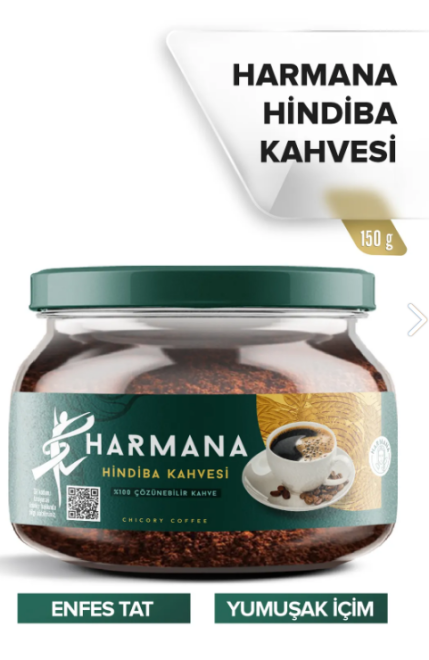 HARMANA
HİNDİBA
KAHVESİ
150 g
HARMANA
HİNDİBA KAHVESİ
%100 ÇÖZÜNEBİLİR KAHVE
CHICORY COFFEE
ENFES TAT
YUMUŞAK İÇİM